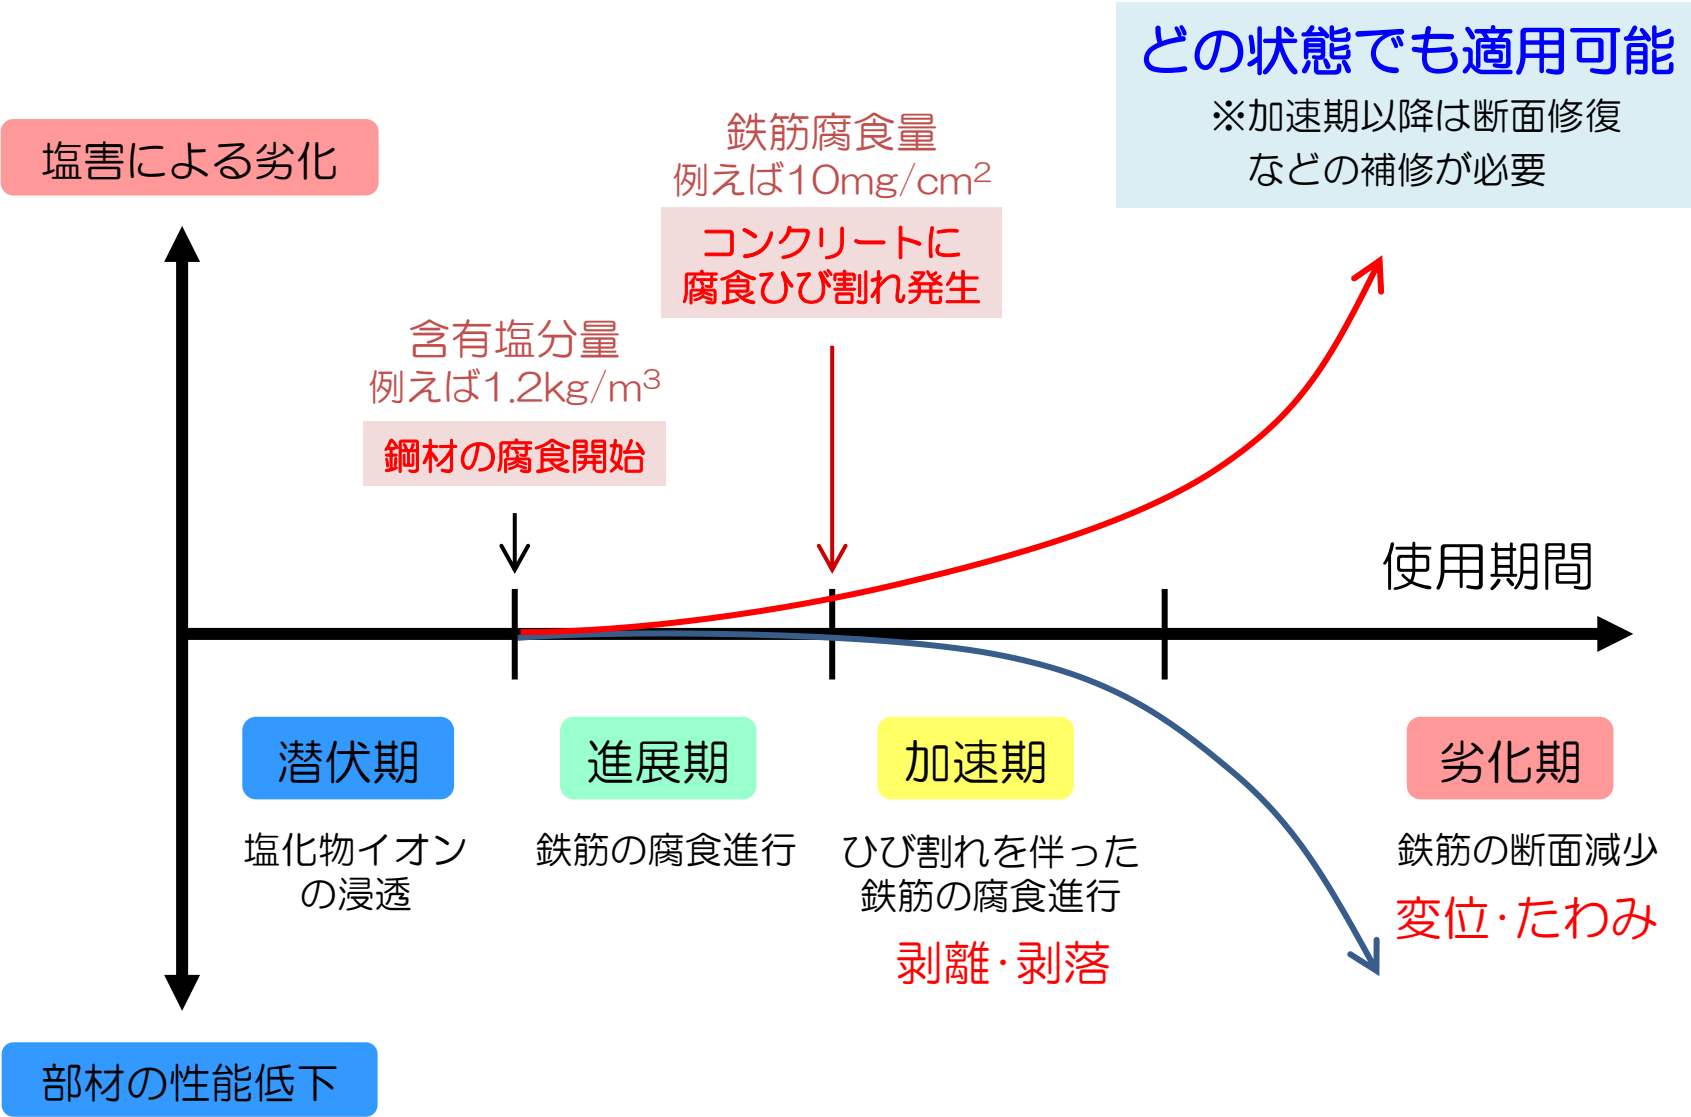 どの状態でも適用可能
※加速期以降は断面修復
などの補修が必要
塩害による劣化
鉄筋腐食量
例えば10mg/cm²
コンクリートに
腐食ひび割れ発生
含有塩分量
例えば1.2kg/m³
鋼材の腐食開始
使用期間
潜伏期
塩化物イオン
の浸透
進展期
鉄筋の腐食進行
加速期
ひび割れを伴った
鉄筋の腐食進行
剥離・剥落
劣化期
鉄筋の断面減少
変位・たわみ
部材の性能低下